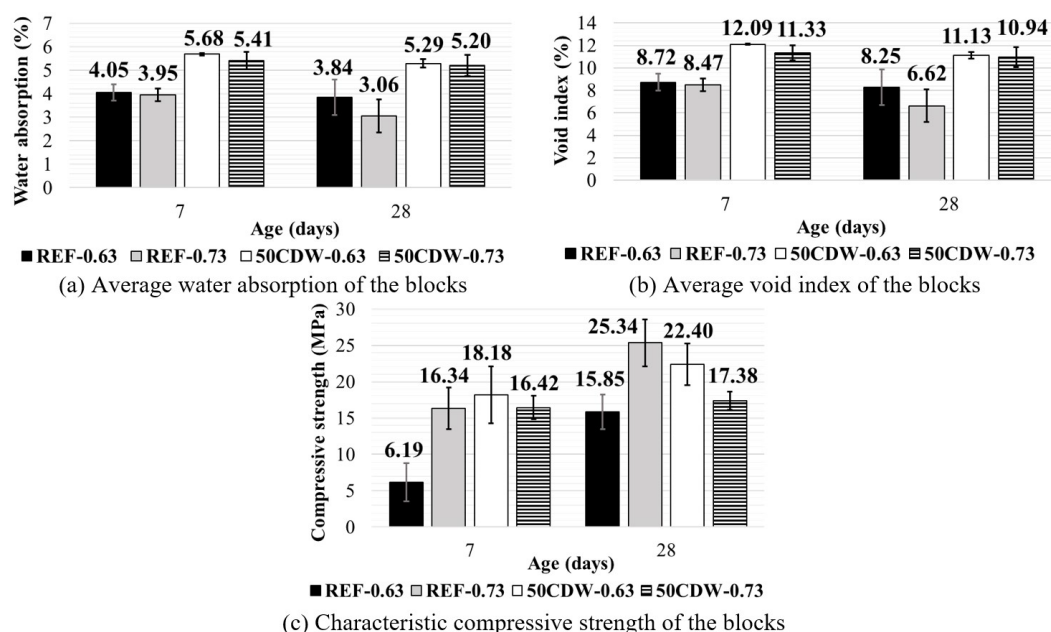 Water absorption (%)
7
6
5
4
3
2
1
0
4.05 3.95 5.68 5.41 3.84 3.06 5.29 5.20
7 28
Age (days)
REF-0.63 REF-0.73 50CDW-0.63 50CDW-0.73
(a) Average water absorption of the blocks
Void index (%)
14
12
10
8
6
4
2
0
8.72 8.47 12.09 11.33 8.25 6.62 11.13 10.94
7 28
Age (days)
REF-0.63 REF-0.73 50CDW-0.63 50CDW-0.73
(b) Average void index of the blocks
Compressive strength (MPa)
30
25
20
15
10
5
0
6.19 16.34 18.18 16.42 15.85 25.34 22.40 17.38
7 28
Age (days)
REF-0.63 REF-0.73 50CDW-0.63 50CDW-0.73
(c) Characteristic compressive strength of the blocks